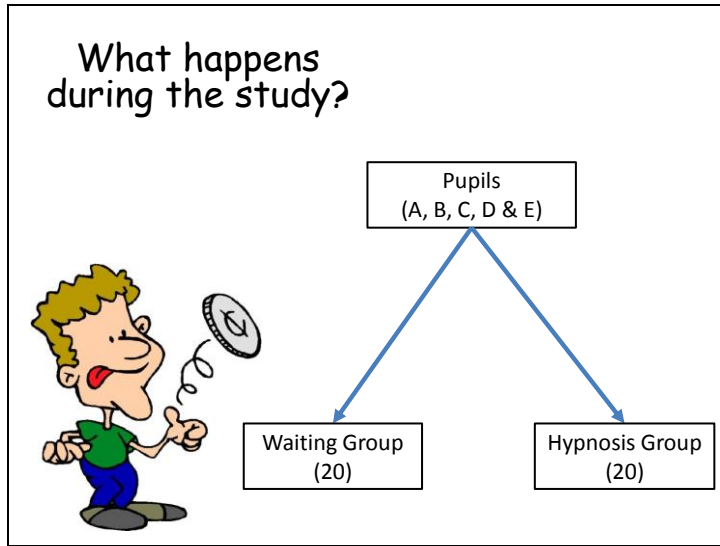 What happens
during the study?
Pupils
(A, B, C, D & E)
Waiting Group
(20)
Hypnosis Group
(20)